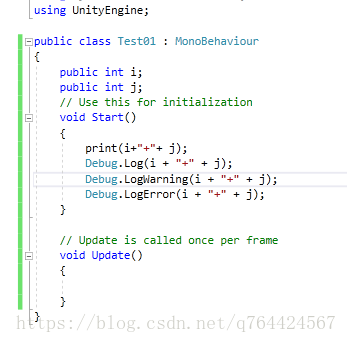 using UnityEngine;
public class Test01 : MonoBehaviour
{
public int i;
public int j;
// Use this for initialization
void Start()
{
print(i+"+"+ j);
Debug.Log(i + "+" + j);
Debug.LogWarning(i + "+" + j);
Debug.LogError(i + "+" + j);
}
// Update is called once per frame
void Update()
{
}
}
https://blog.csdn.net/q764424567